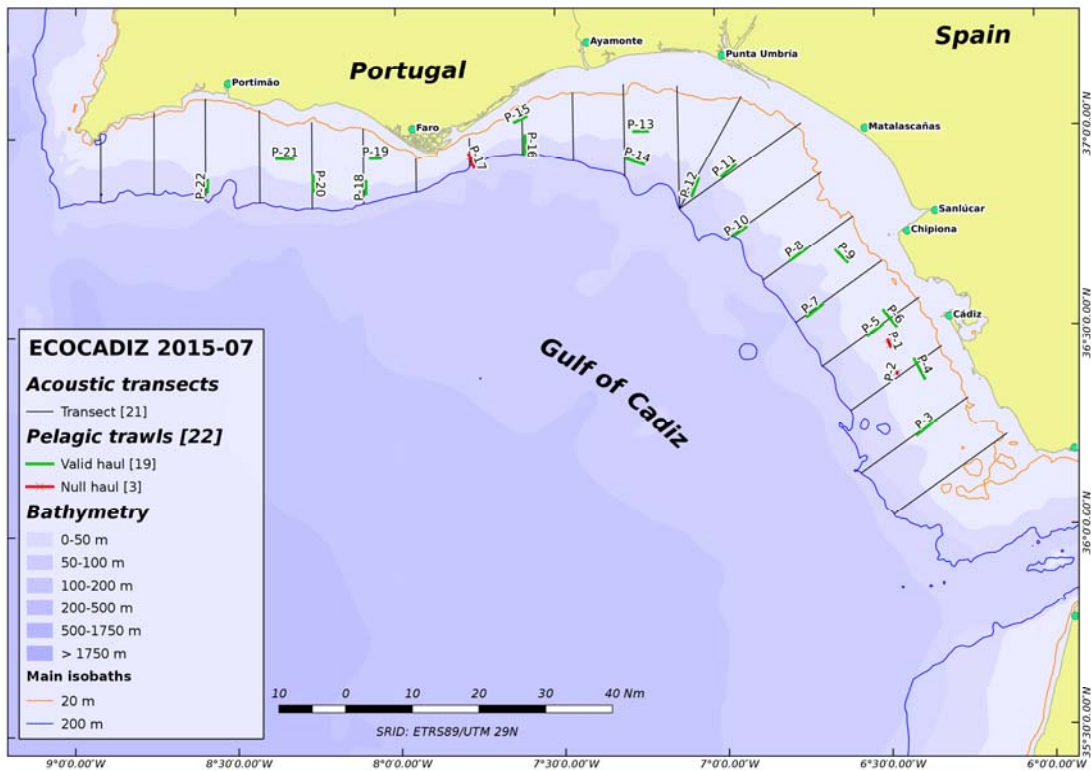 Spain
Portugal
Ayamonte
Punta Umbría
Portimão
Faro
Matalascañas
Sanlúcar
Chipiona
Cádiz
P-15
P-13
P-21
P-19
P-16
P-14
P-17
P-11
P-12
P-22
P-20
P-18
P-10
P-8
P-9
P-7
P-5
P-6
P-1
P-2
P-4
P-3
Gulf of Cadiz
ECOCADIZ 2015-07
Acoustic transects
Transect [21]
Pelagic trawls [22]
Valid haul [19]
Null haul [3]
Bathymetry
0-50 m
50-100 m
100-200 m
200-500 m
500-1750 m
> 1750 m
Main isobaths
20 m
200 m
10 0 10 20 30 40 Nm
SRID: ETRS89/UTM 29N
37°0'0.00"N
36°30'0.00"N
36°0'0.00"N
35°30'0.00"N
9°0'0.00"W 8°30'0.00"W 8°0'0.00"W 7°30'0.00"W 7°0'0.00"W 6°30'0.00"W 6°0'0.00"W